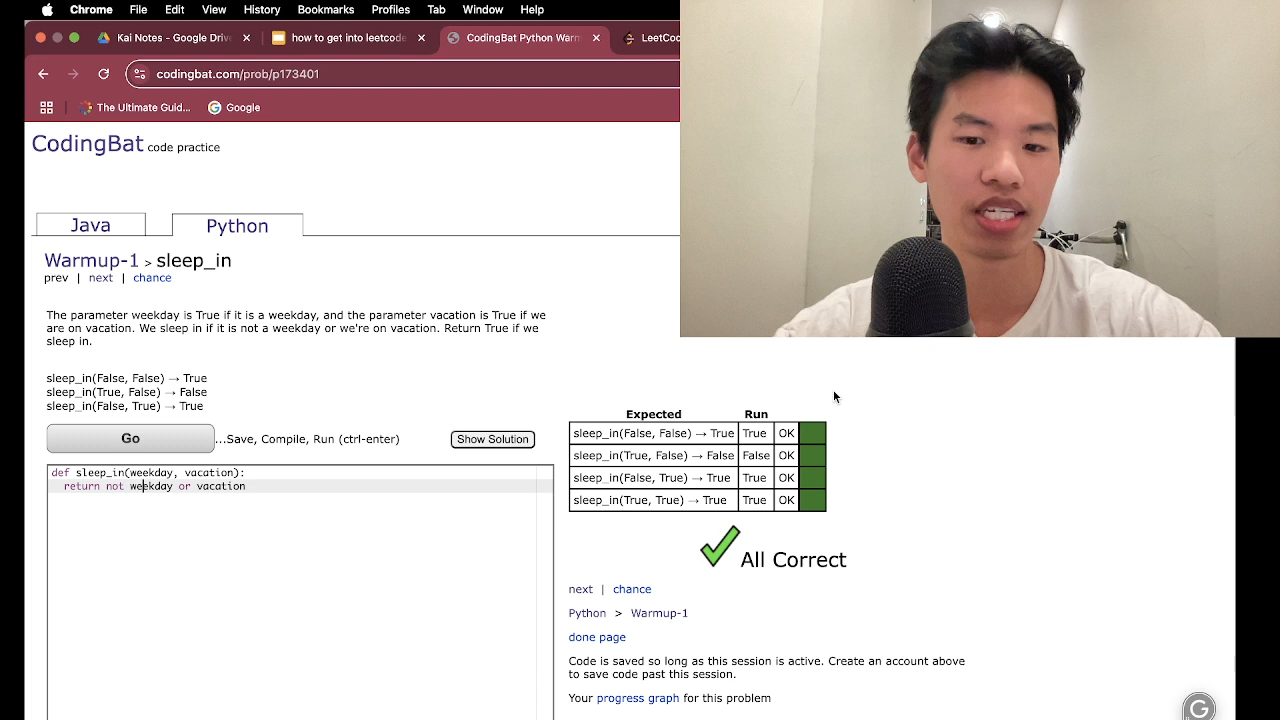 Chrome File Edit View History Bookmarks Profiles Tab Window Help
Kai Notes - Google Drive
how to get into leetcode
CodingBat Python Warm
LeetCo
codingbat.com/prob/p173401
The Ultimate Guid...
Google
CodingBat code practice
Java
Python
Warmup-1 > sleep_in
prev | next | chance
The parameter weekday is True if it is a weekday, and the parameter vacation is True if we
are on vacation. We sleep in if it is not a weekday or we're on vacation. Return True if we
sleep in.
sleep_in(False, False) → True
sleep_in(True, False) → False
sleep_in(False, True) → True
Go
...Save, Compile, Run (ctrl-enter)
Show Solution
def sleep_in(weekday, vacation):
return not weekday or vacation
Expected Run
sleep_in(False, False) → True True OK
sleep_in(True, False) → False False OK
sleep_in(False, True) → True True OK
sleep_in(True, True) → True True OK
All Correct
next | chance
Python > Warmup-1
done page
Code is saved so long as this session is active. Create an account above
to save code past this session.
Your progress graph for this problem
G